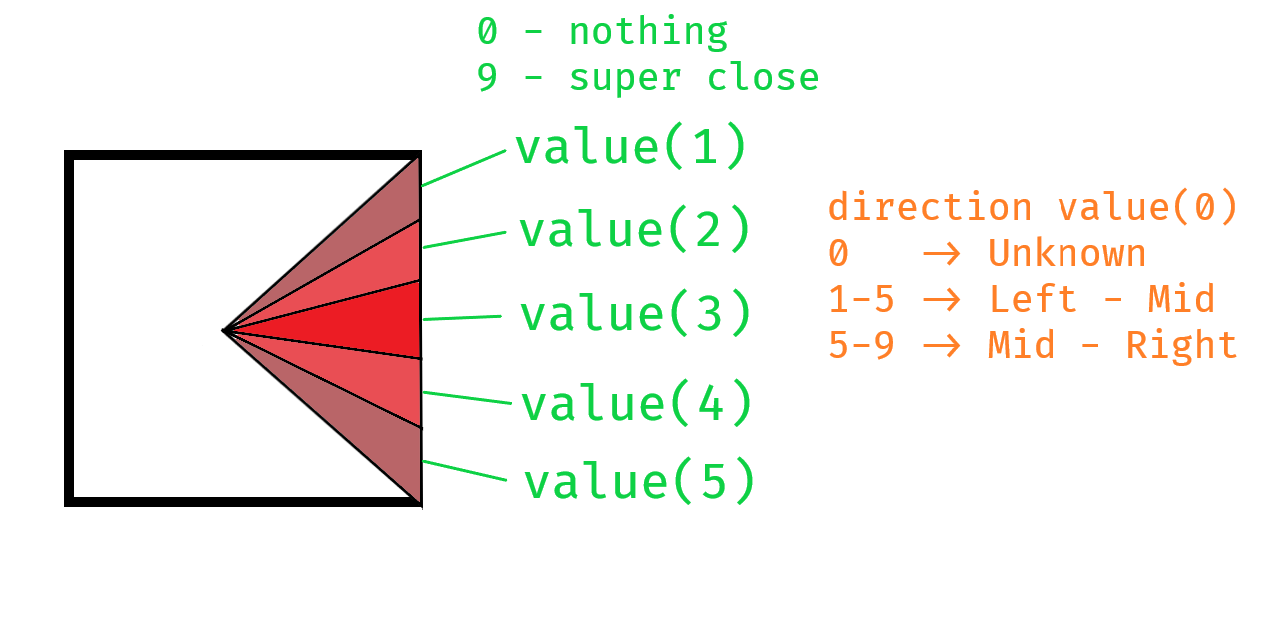 0 - nothing
9 - super close
value(1)
value(2)
value(3)
value(4)
value(5)
direction value(0)
0 -> Unknown
1-5 -> Left - Mid
5-9 -> Mid - Right